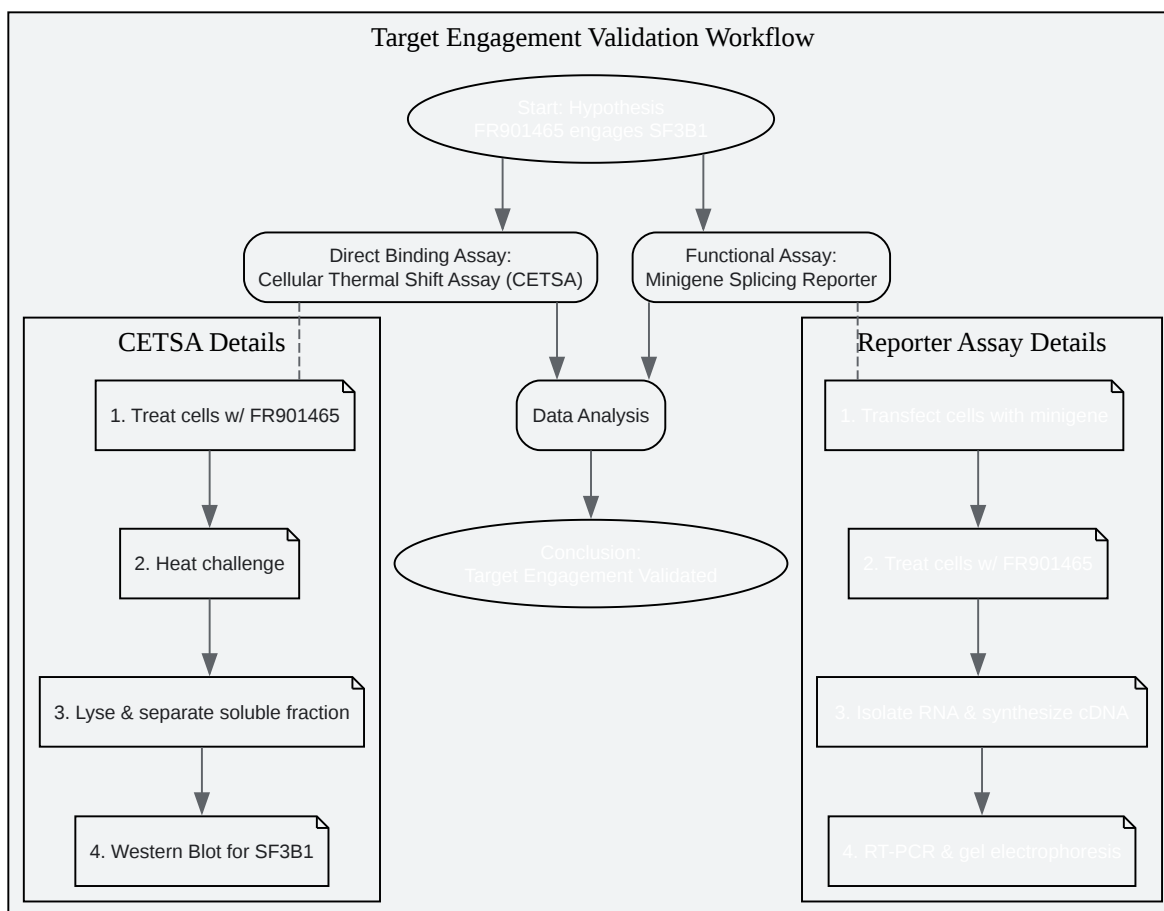 Target Engagement Validation Workflow
Start: Hypothesis
FR901465 engages SF3B1
Direct Binding Assay:
Cellular Thermal Shift Assay (CETSA)
Functional Assay:
Minigene Splicing Reporter
CETSA Details
1. Treat cells w/ FR901465
2. Heat challenge
3. Lyse & separate soluble fraction
4. Western Blot for SF3B1
Data Analysis
Conclusion:
Target Engagement Validated
Reporter Assay Details
1. Transfect cells with minigene
2. Treat cells w/ FR901465
3. Isolate RNA & synthesize cDNA
4. RT-PCR & gel electrophoresis